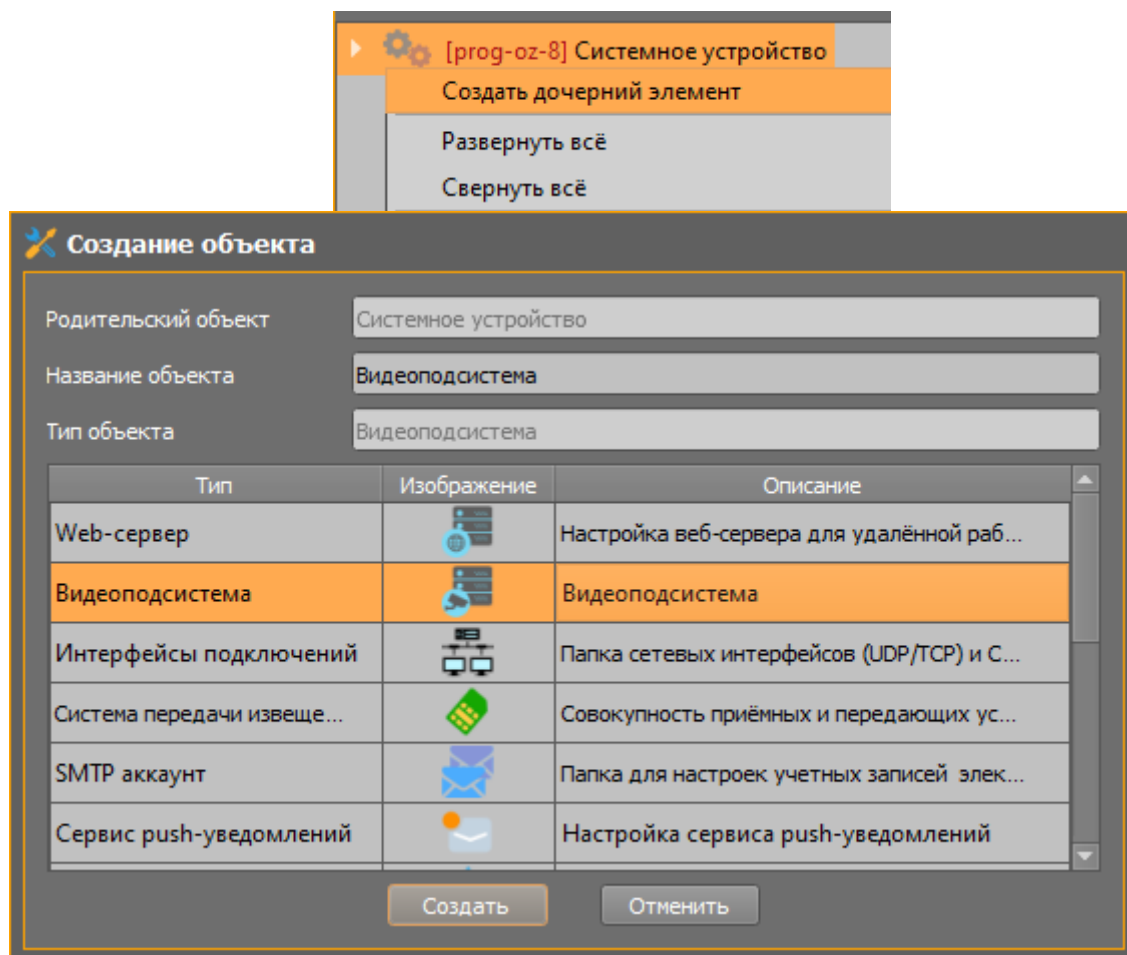 [prog-oz-8] Системное устройство
Создать дочерний элемент
Развернуть всё
Свернуть всё
Создание объекта
Родительский объект Системное устройство
Название объекта Видеоподсистема
Тип объекта Видеоподсистема
Тип Изображение Описание
Web-сервер Настройка веб-сервера для удалённой раб...
Видеоподсистема Видеоподсистема
Интерфейсы подключений Папка сетевых интерфейсов (UDP/TCP) и C...
Система передачи извеще... Совокупность приёмных и передающих ус...
SMTP аккаунт Папка для настроек учетных записей элек...
Сервис push-уведомлений Настройка сервиса push-уведомлений
Создать Отменить